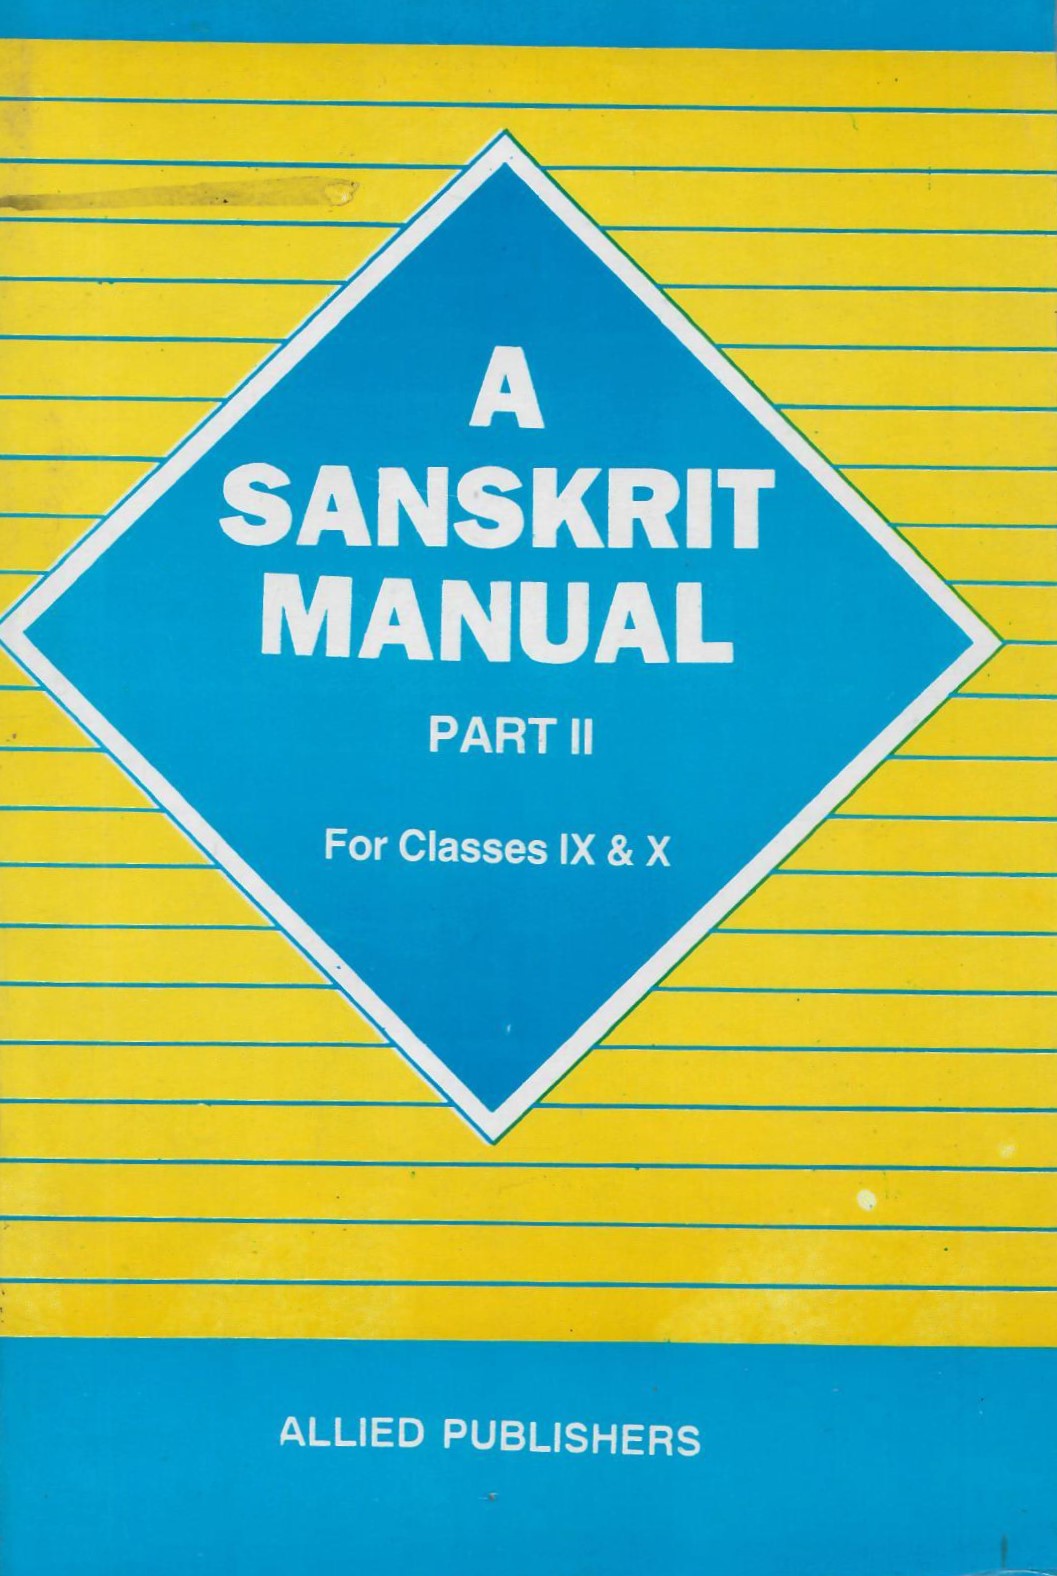 A
SANSKRIT
MANUAL
PART II
For Classes IX & X
ALLIED PUBLISHERS